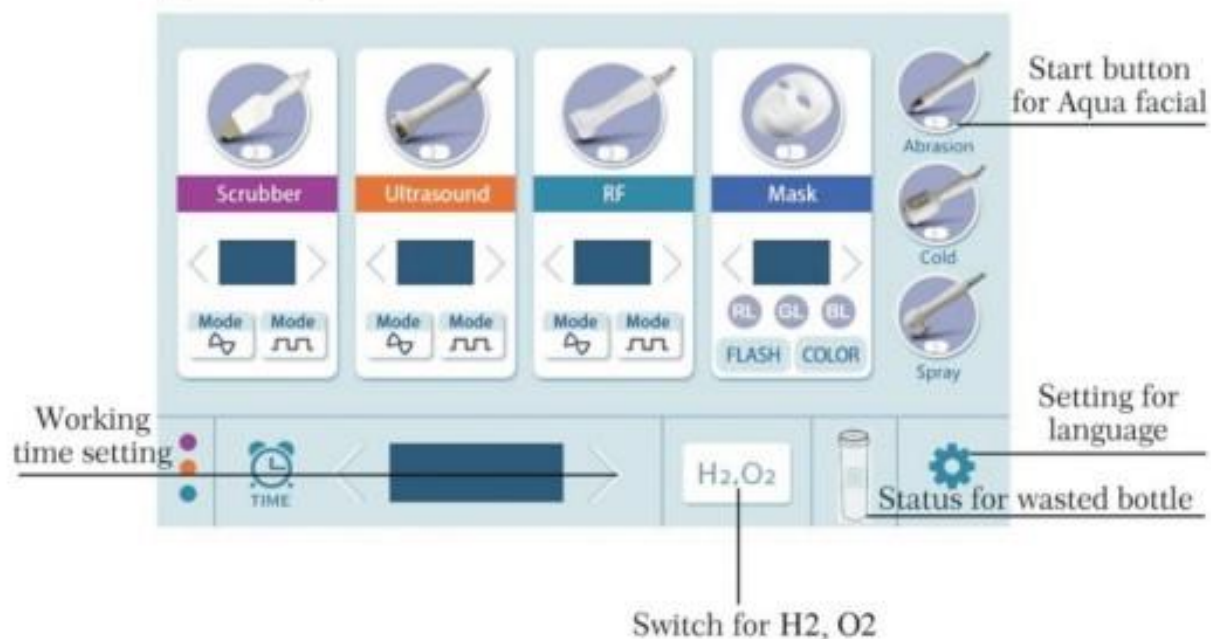 Start button
for Aqua facial
Abrasion
Scrubber
Ultrasound
RF
Mask
Cold
Mode Mode
Mode Mode
Mode Mode
RL GL BL
FLASH COLOR
Spray
Working
time setting
TIME
H2,O2
Setting for
language
Status for wasted bottle
Switch for H2, O2